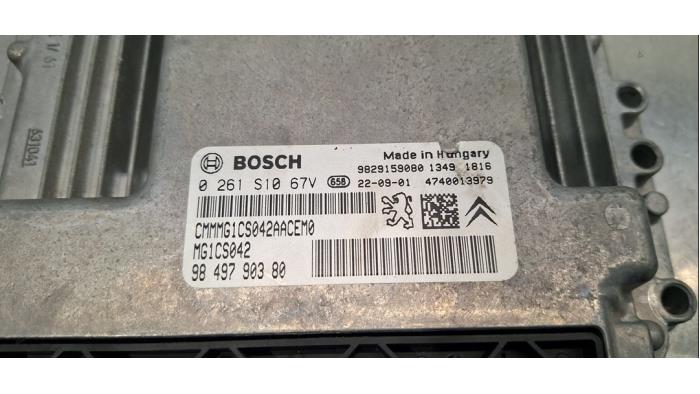 BOSCH
Made in Hungary
9829159080 1349 1816
0 261 S10 67V 658 22-09-01 4740013979
CMMMG1CS042AACEM0
MG1CS042
98 497 903 80